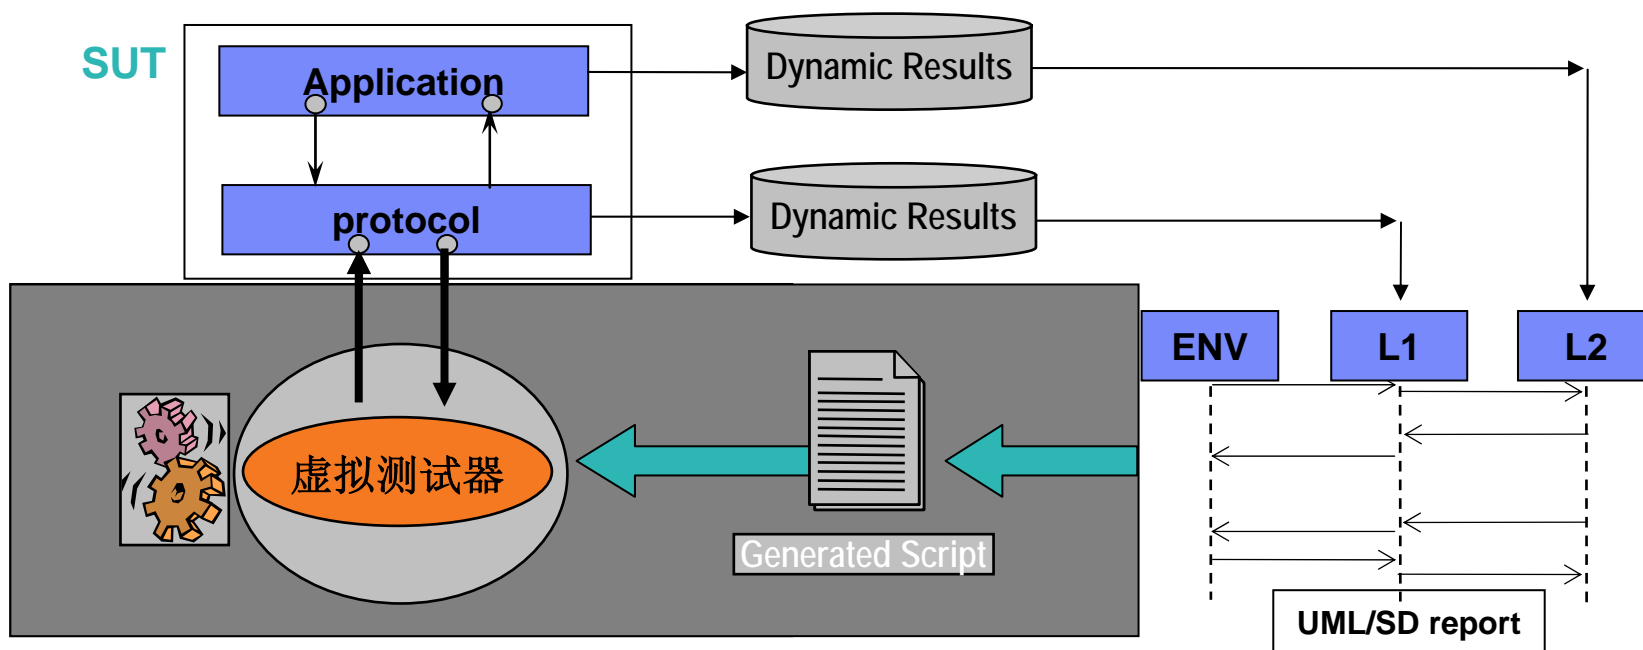 SUT
Application
Dynamic Results
protocol
Dynamic Results
ENV
L1
L2
虚拟测试器
Generated Script
UML/SD report